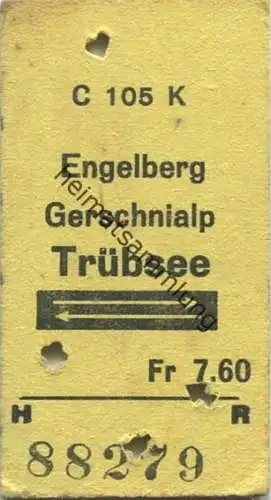 C 105 K
Engelberg
Gerschnialp
Trübsee
Fr 7.60
H R
88279
heimatsammlung